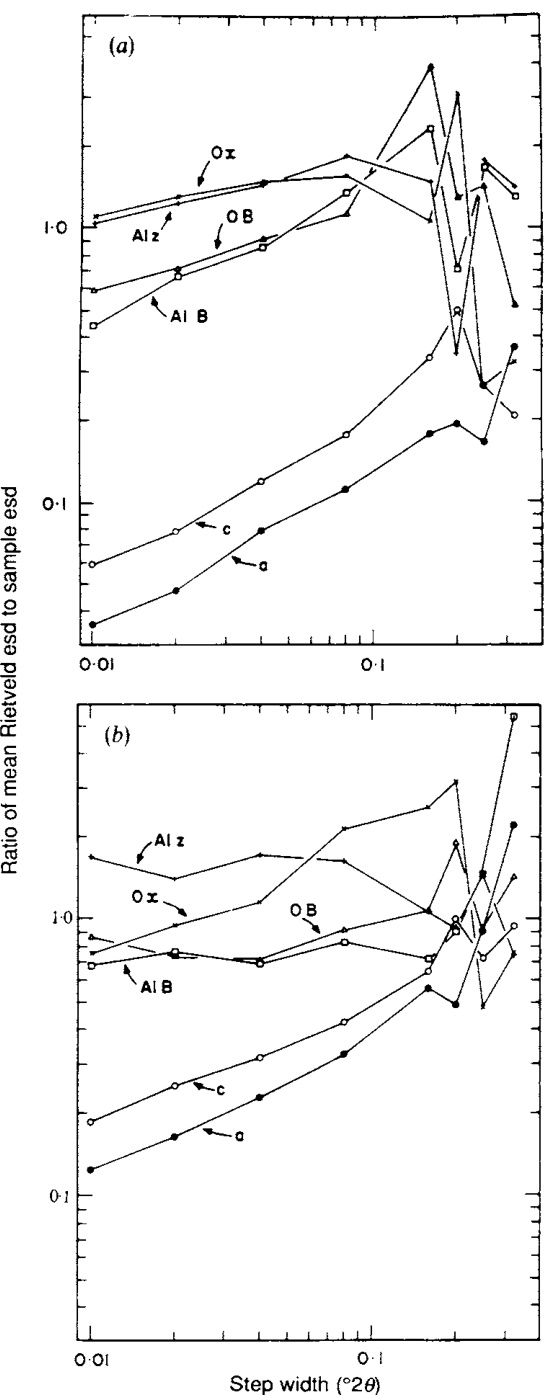 (a)
Ox
Al z
OB
Al B
1·0
0·1
c
a
0·01
0·1
Ratio of mean Rietveld esd to sample esd
(b)
Al z
Ox
OB
Al B
1·0
c
a
0·1
0·01
0·1
Step width (°2θ)